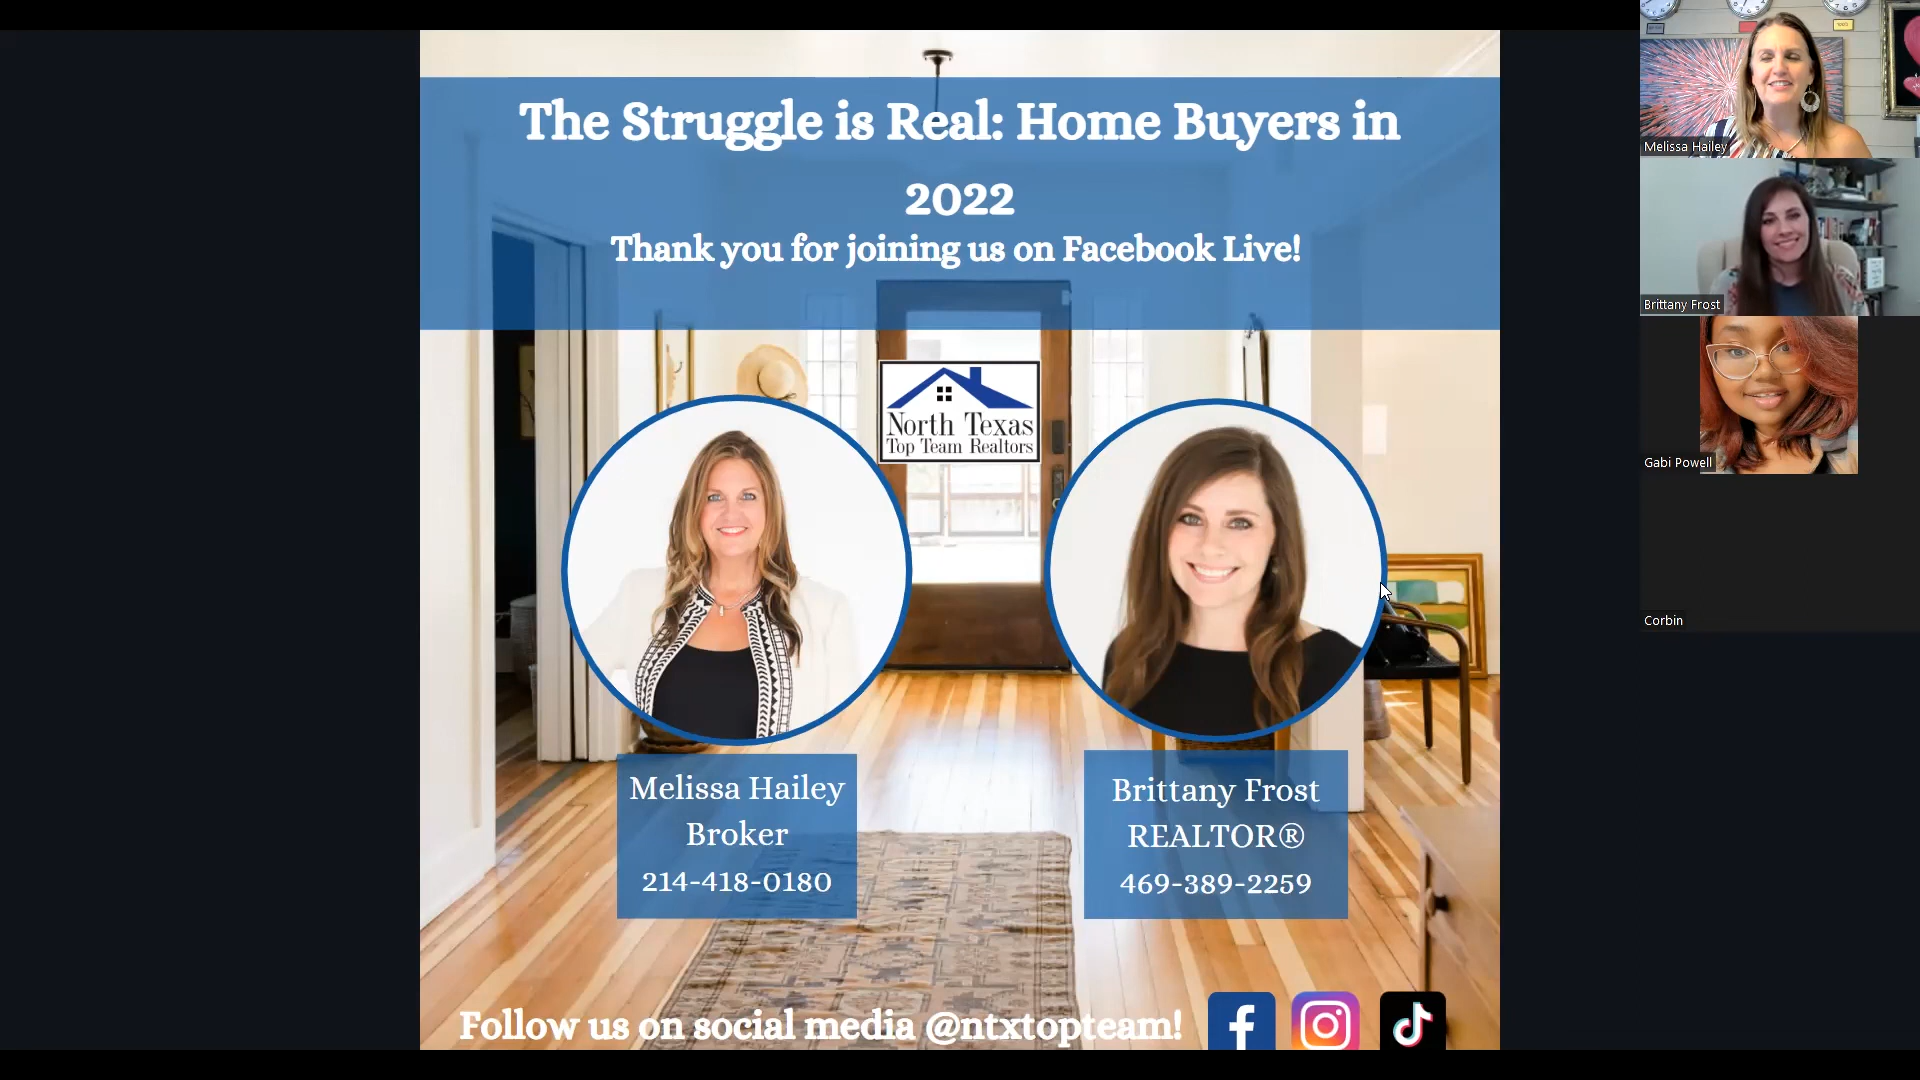 The Struggle is Real: Home Buyers in
2022
Thank you for joining us on Facebook Live!
North Texas
Top Team Realtors
Melissa Hailey
Broker
214-418-0180
Brittany Frost
REALTOR®
469-389-2259
Follow us on social media @ntxtopteam!
Melissa Hailey
Brittany Frost
Gabi Powell
Corbin